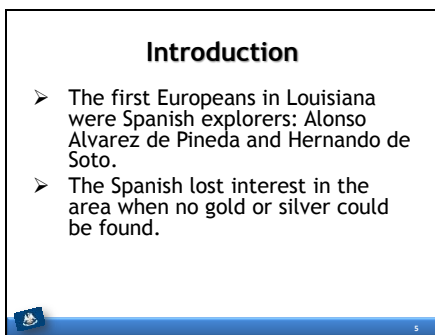 Introduction
➢ The first Europeans in Louisiana
were Spanish explorers: Alonso
Alvarez de Pineda and Hernando de
Soto.
➢ The Spanish lost interest in the
area when no gold or silver could
be found.
5